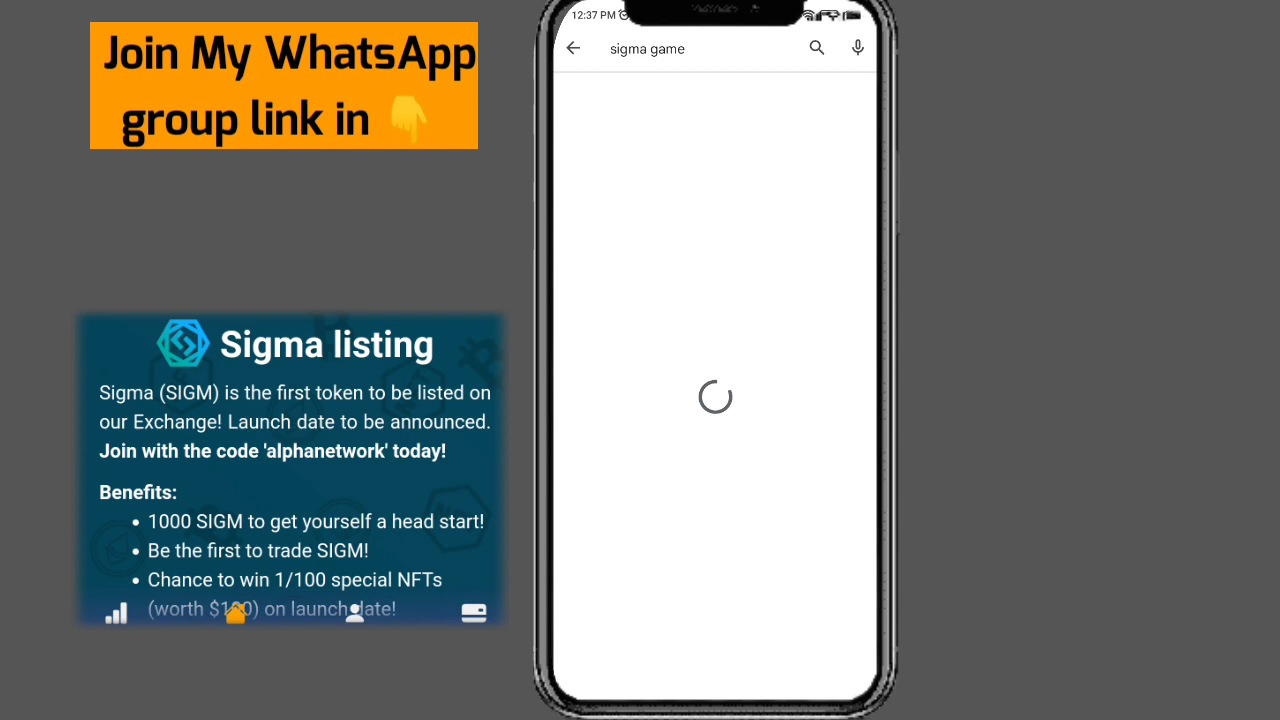 Join My WhatsApp
group link in 👇
Sigma listing
Sigma (SIGM) is the first token to be listed on
our Exchange! Launch date to be announced.
Join with the code 'alphanetwork' today!
Benefits:
• 1000 SIGM to get yourself a head start!
• Be the first to trade SIGM!
• Chance to win 1/100 special NFTs
(worth $100) on launch date!
12:37 PM
sigma game